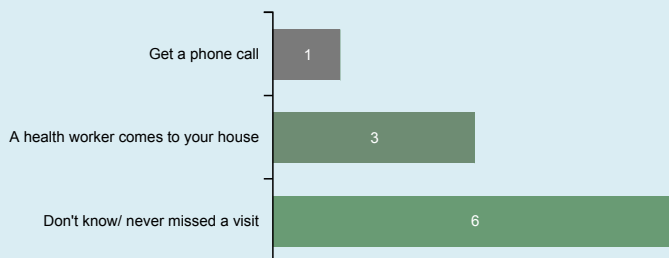 Get a phone call
1
A health worker comes to your house
3
Don't know/ never missed a visit
6